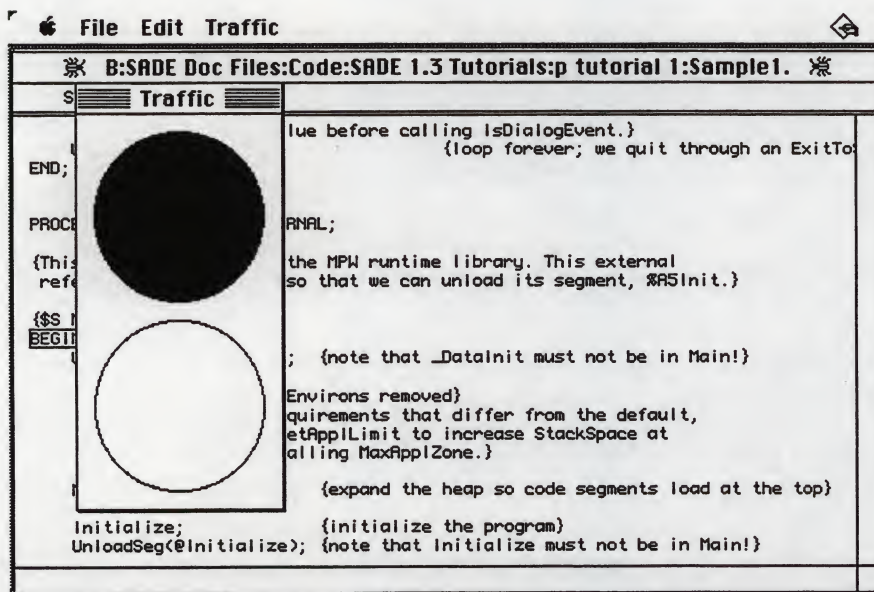 File Edit Traffic
B:SADE Doc Files:Code:SADE 1.3 Tutorials:p tutorial 1:Sample1.
S
Traffic
lue before calling IsDialogEvent.}
{loop forever; we quit through an ExitToS
END;
PROCE RNAL;
{This the MPW runtime library. This external
refe so that we can unload its segment, %A5Init.}
{$S M
BEGIN
U ; {note that _DataInit must not be in Main!}
Environs removed}
quirements that differ from the default,
etApplLimit to increase StackSpace at
alling MaxApplZone.}
M {expand the heap so code segments load at the top}
Initialize; {initialize the program}
UnloadSeg(@Initialize); {note that Initialize must not be in Main!}